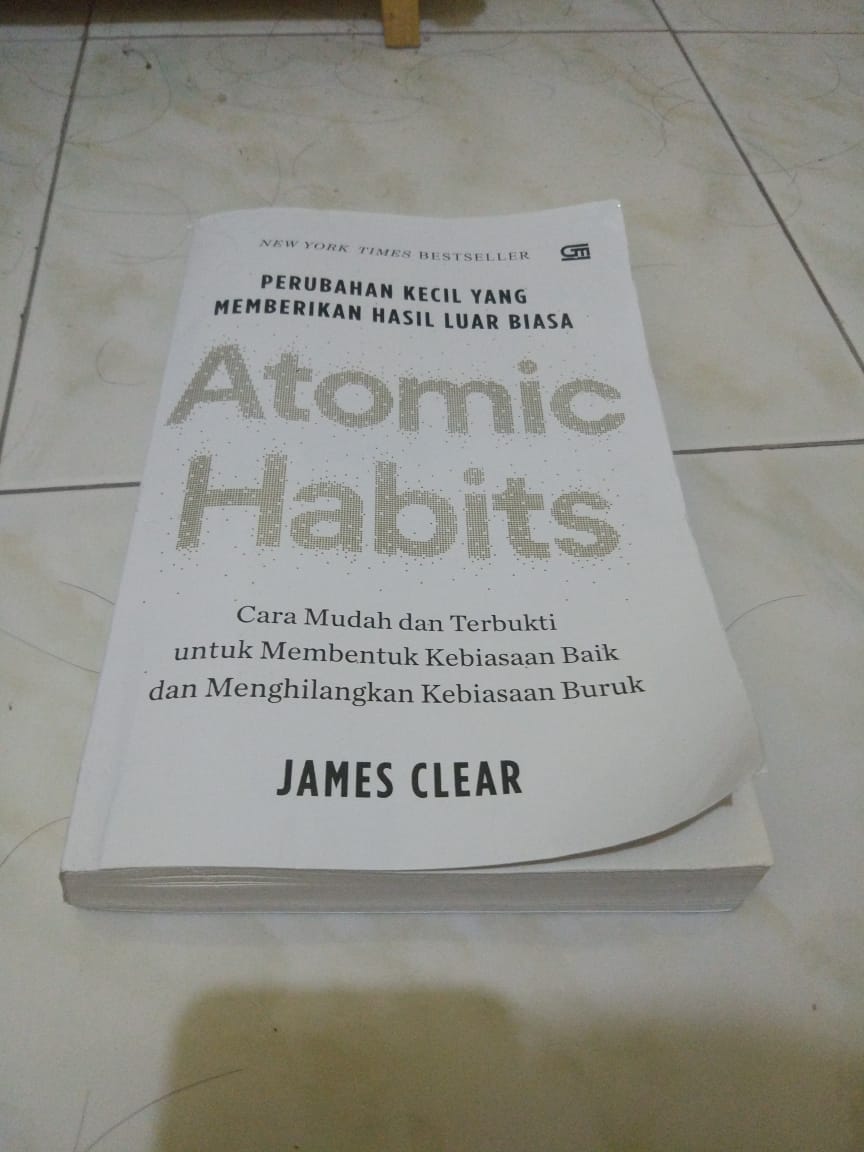 NEW YORK TIMES BESTSELLER
GM
PERUBAHAN KECIL YANG
MEMBERIKAN HASIL LUAR BIASA
Atomic
Habits
Cara Mudah dan Terbukti
untuk Membentuk Kebiasaan Baik
dan Menghilangkan Kebiasaan Buruk
JAMES CLEAR